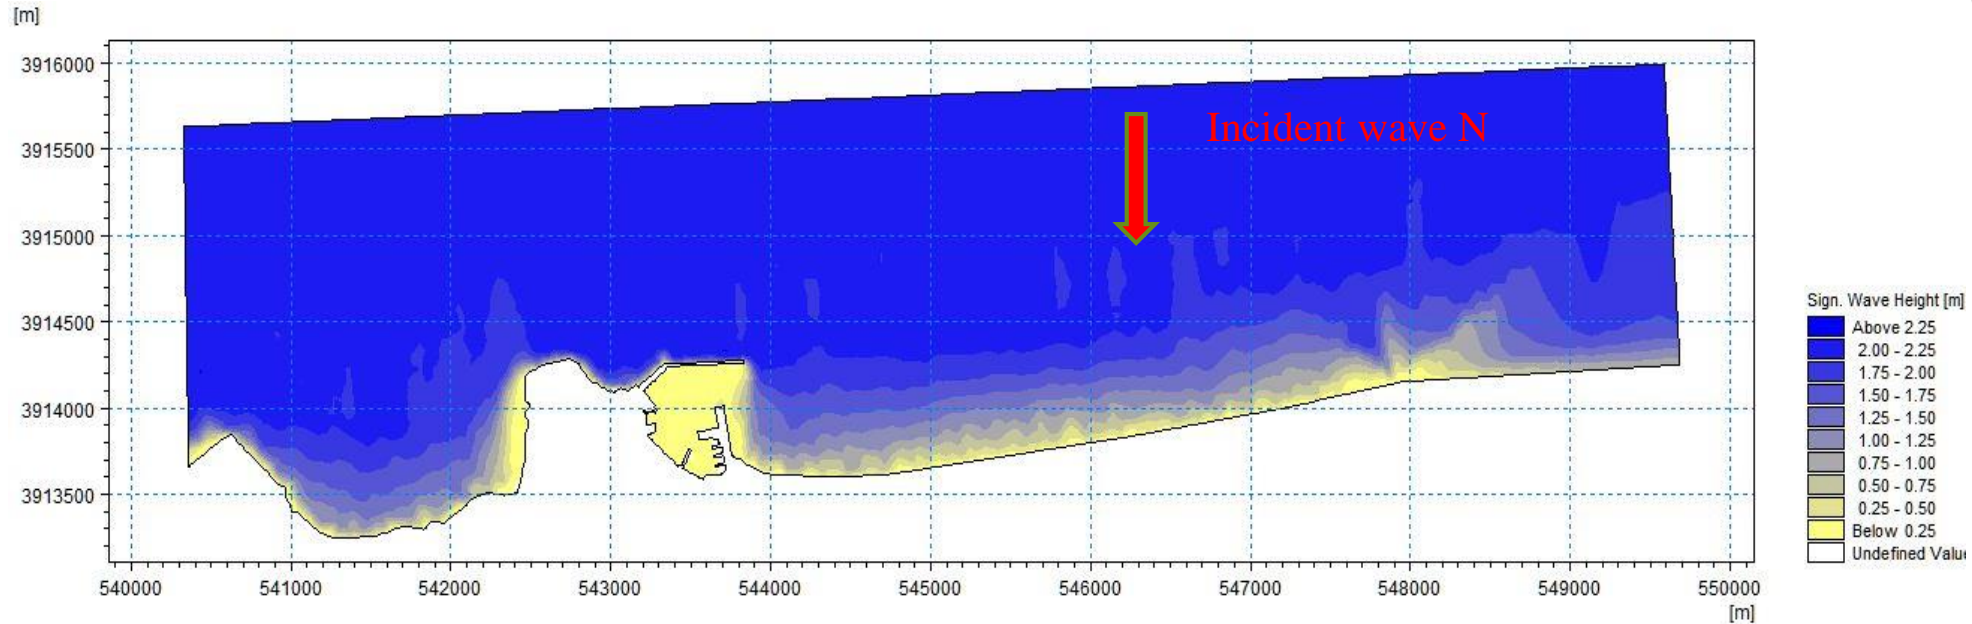 [m]
3916000
3915500
3915000
3914500
3914000
3913500
540000 541000 542000 543000 544000 545000 546000 547000 548000 549000 550000
[m]
Incident wave N
Sign. Wave Height [m]
Above 2.25
2.00 - 2.25
1.75 - 2.00
1.50 - 1.75
1.25 - 1.50
1.00 - 1.25
0.75 - 1.00
0.50 - 0.75
0.25 - 0.50
Below 0.25
Undefined Value